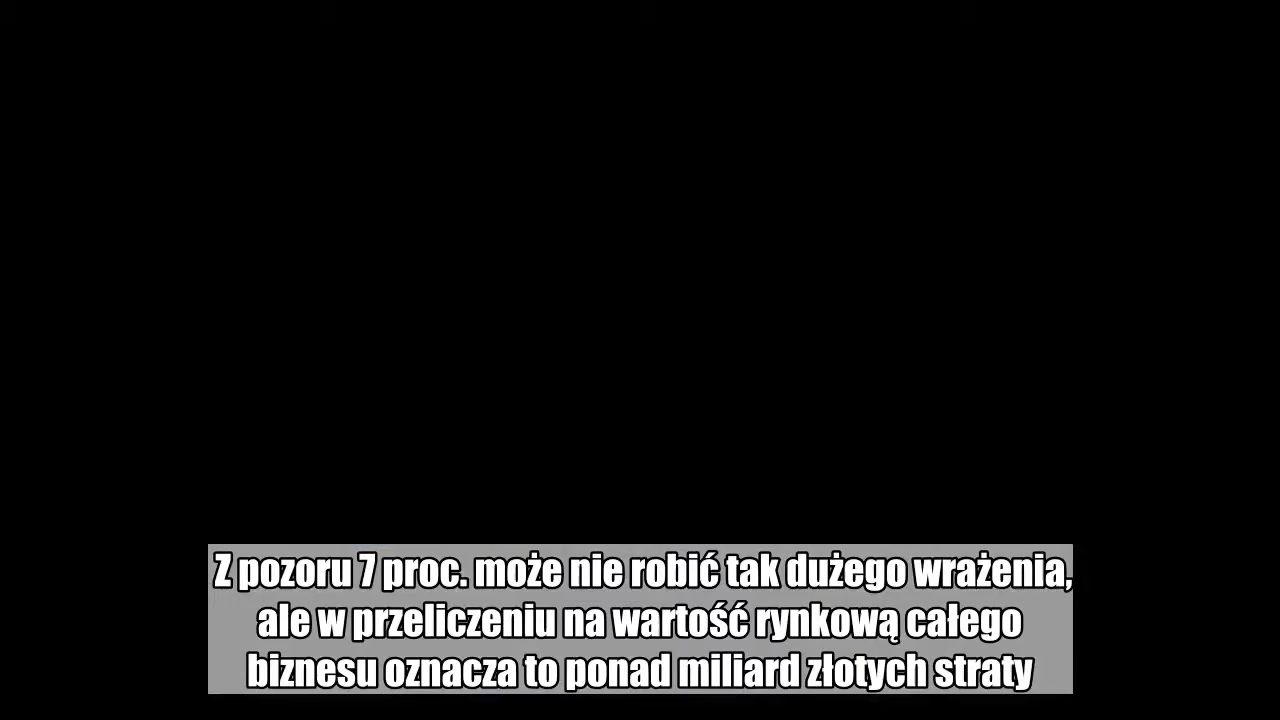 Z pozoru 7 proc. może nie robić tak dużego wrażenia,
ale w przeliczeniu na wartość rynkową całego
biznesu oznacza to ponad miliard złotych straty